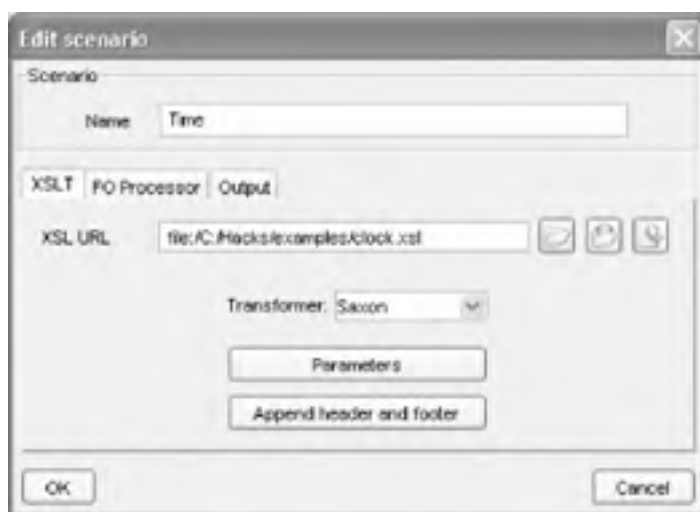 Edit scenario
Scenario
Name Time
XSLT FO Processor Output
XSL URL file:/C:/Hacks/examples/clock.xsl
Transformer: Saxon
Parameters
Append header and footer
OK Cancel